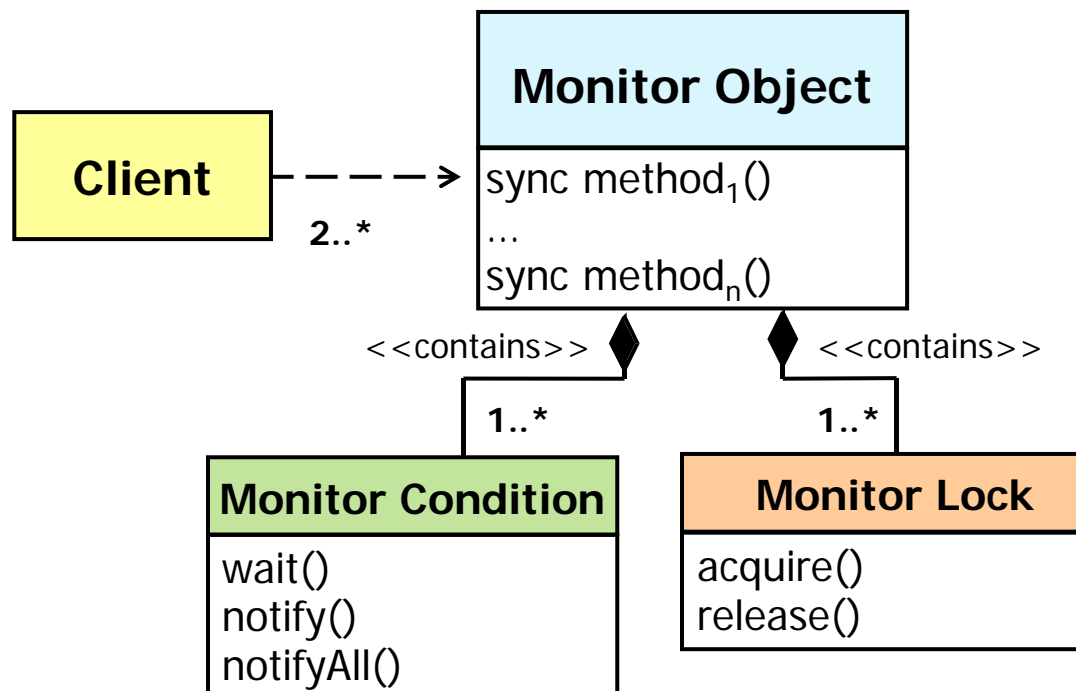 Monitor Object
Client
sync method₁()
...
sync methodₙ()
2..*
<<contains>>
<<contains>>
1..*
1..*
Monitor Condition
wait()
notify()
notifyAll()
Monitor Lock
acquire()
release()